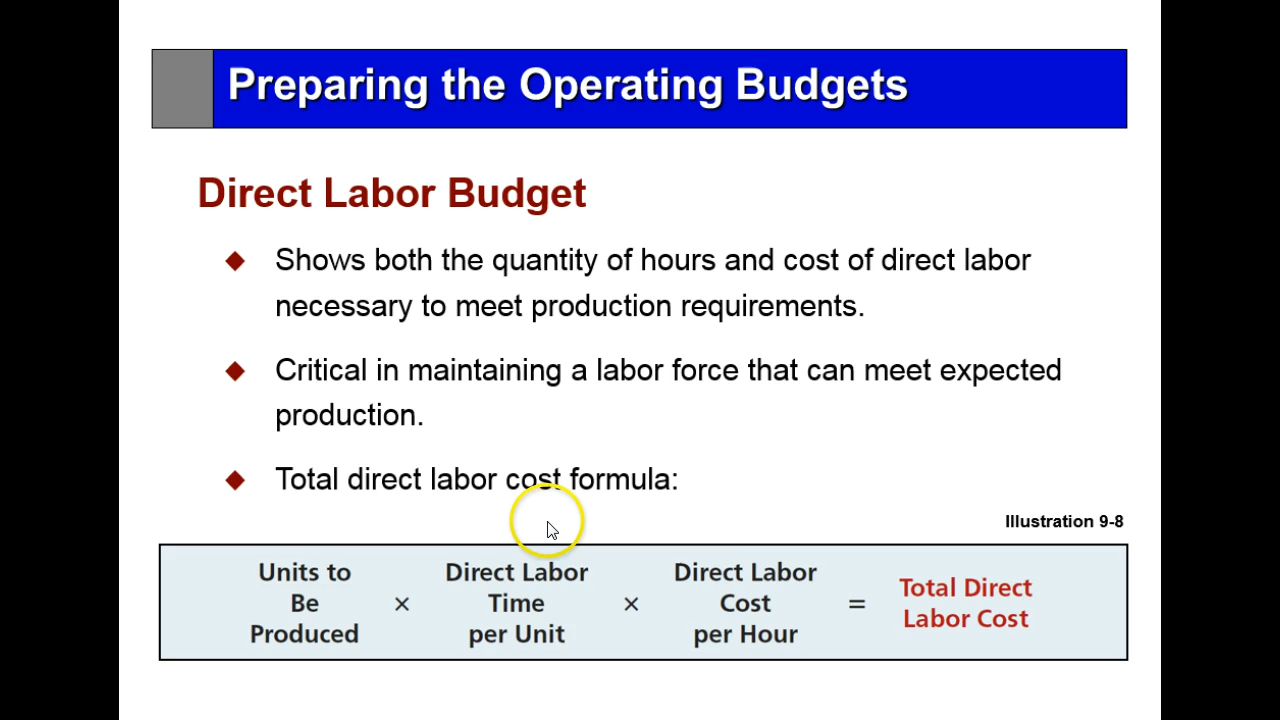 Preparing the Operating Budgets
Direct Labor Budget
Shows both the quantity of hours and cost of direct labor
necessary to meet production requirements.
Critical in maintaining a labor force that can meet expected
production.
Total direct labor cost formula:
Illustration 9-8
Units to
Be
Produced
×
Direct Labor
Time
per Unit
×
Direct Labor
Cost
per Hour
=
Total Direct
Labor Cost